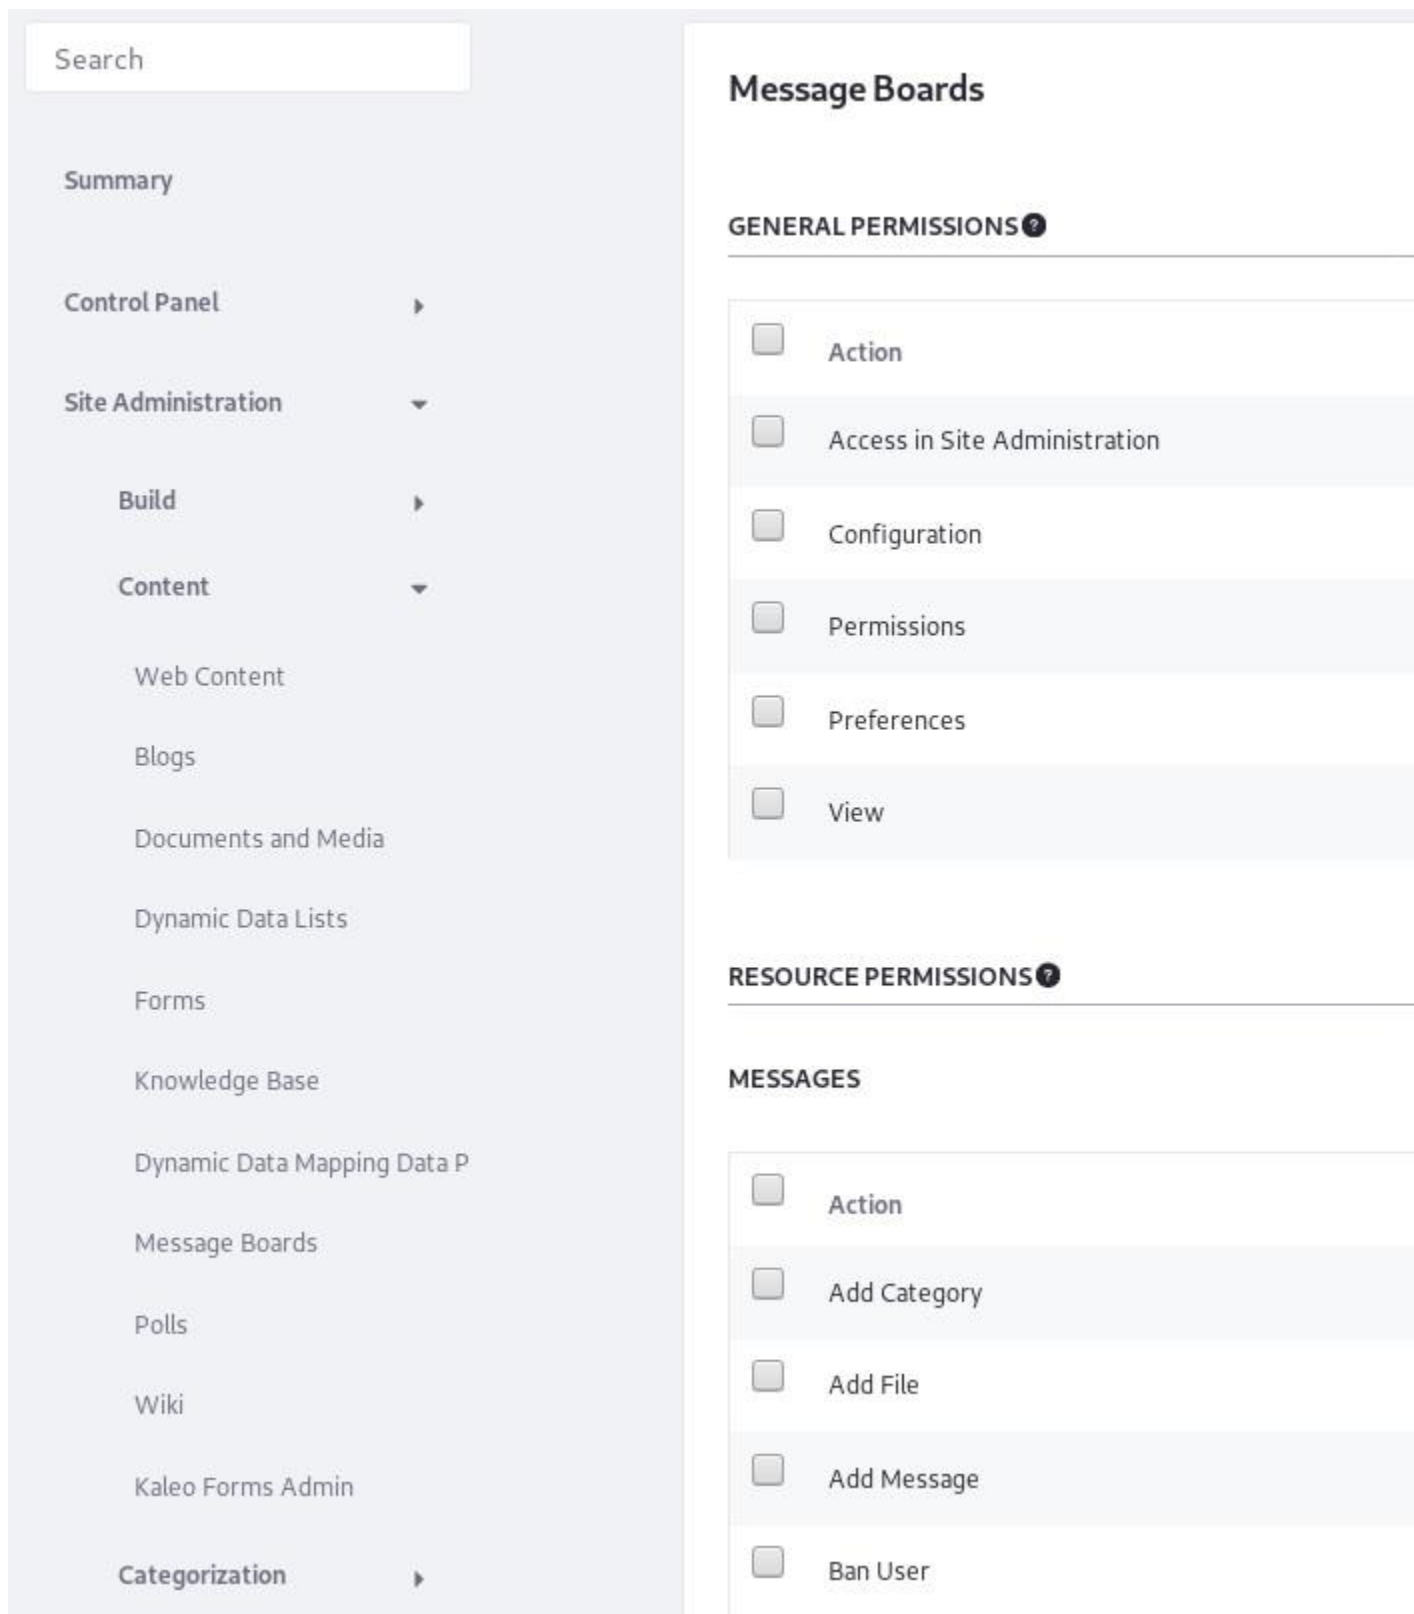 Search
Summary
Control Panel
Site Administration
Build
Content
Web Content
Blogs
Documents and Media
Dynamic Data Lists
Forms
Knowledge Base
Dynamic Data Mapping Data P
Message Boards
Polls
Wiki
Kaleo Forms Admin
Categorization
Message Boards
GENERAL PERMISSIONS ?
Action
Access in Site Administration
Configuration
Permissions
Preferences
View
RESOURCE PERMISSIONS ?
MESSAGES
Action
Add Category
Add File
Add Message
Ban User